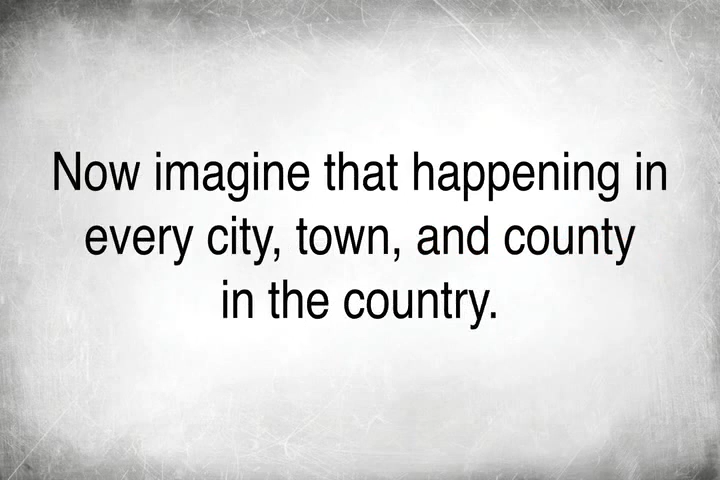 Now imagine that happening in
every city, town, and county
in the country.